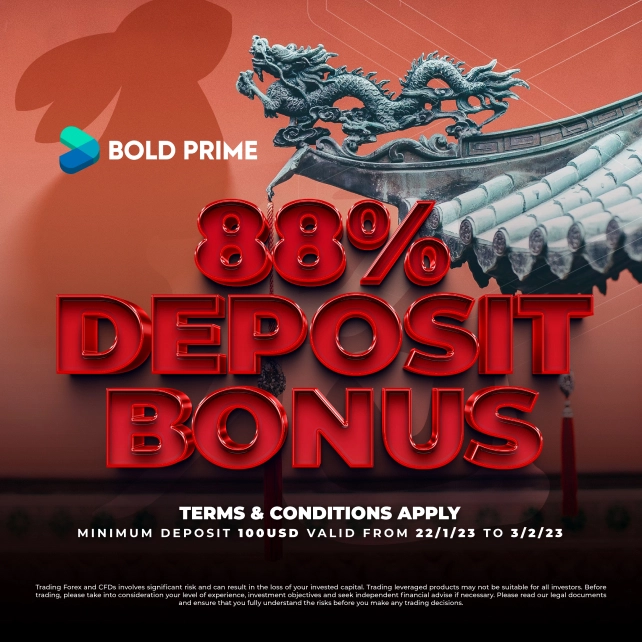 BOLD PRIME
88%
DEPOSIT
BONUS
TERMS & CONDITIONS APPLY
MINIMUM DEPOSIT 100USD VALID FROM 22/1/23 TO 3/2/23
Trading Forex and CFDs involves significant risk and can result in the loss of your invested capital. Trading leveraged products may not be suitable for all investors. Before
trading, please take into consideration your level of experience, investment objectives and seek independent financial advise if necessary. Please read our legal documents
and ensure that you fully understand the risks before you make any trading decisions.